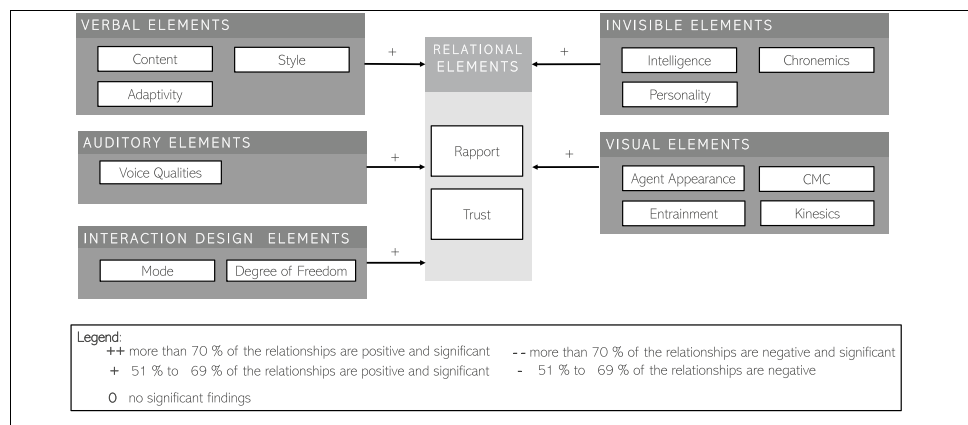 VERBAL ELEMENTS
Content
Style
Adaptivity
+
AUDITORY ELEMENTS
Voice Qualities
+
INTERACTION DESIGN ELEMENTS
Mode
Degree of Freedom
+
RELATIONAL
ELEMENTS
Rapport
Trust
+
INVISIBLE ELEMENTS
Intelligence
Chronemics
Personality
+
VISUAL ELEMENTS
Agent Appearance
CMC
Entrainment
Kinesics
Legend:
++ more than 70 % of the relationships are positive and significant
+ 51 % to 69 % of the relationships are positive and significant
0 no significant findings
-- more than 70 % of the relationships are negative and significant
- 51 % to 69 % of the relationships are negative